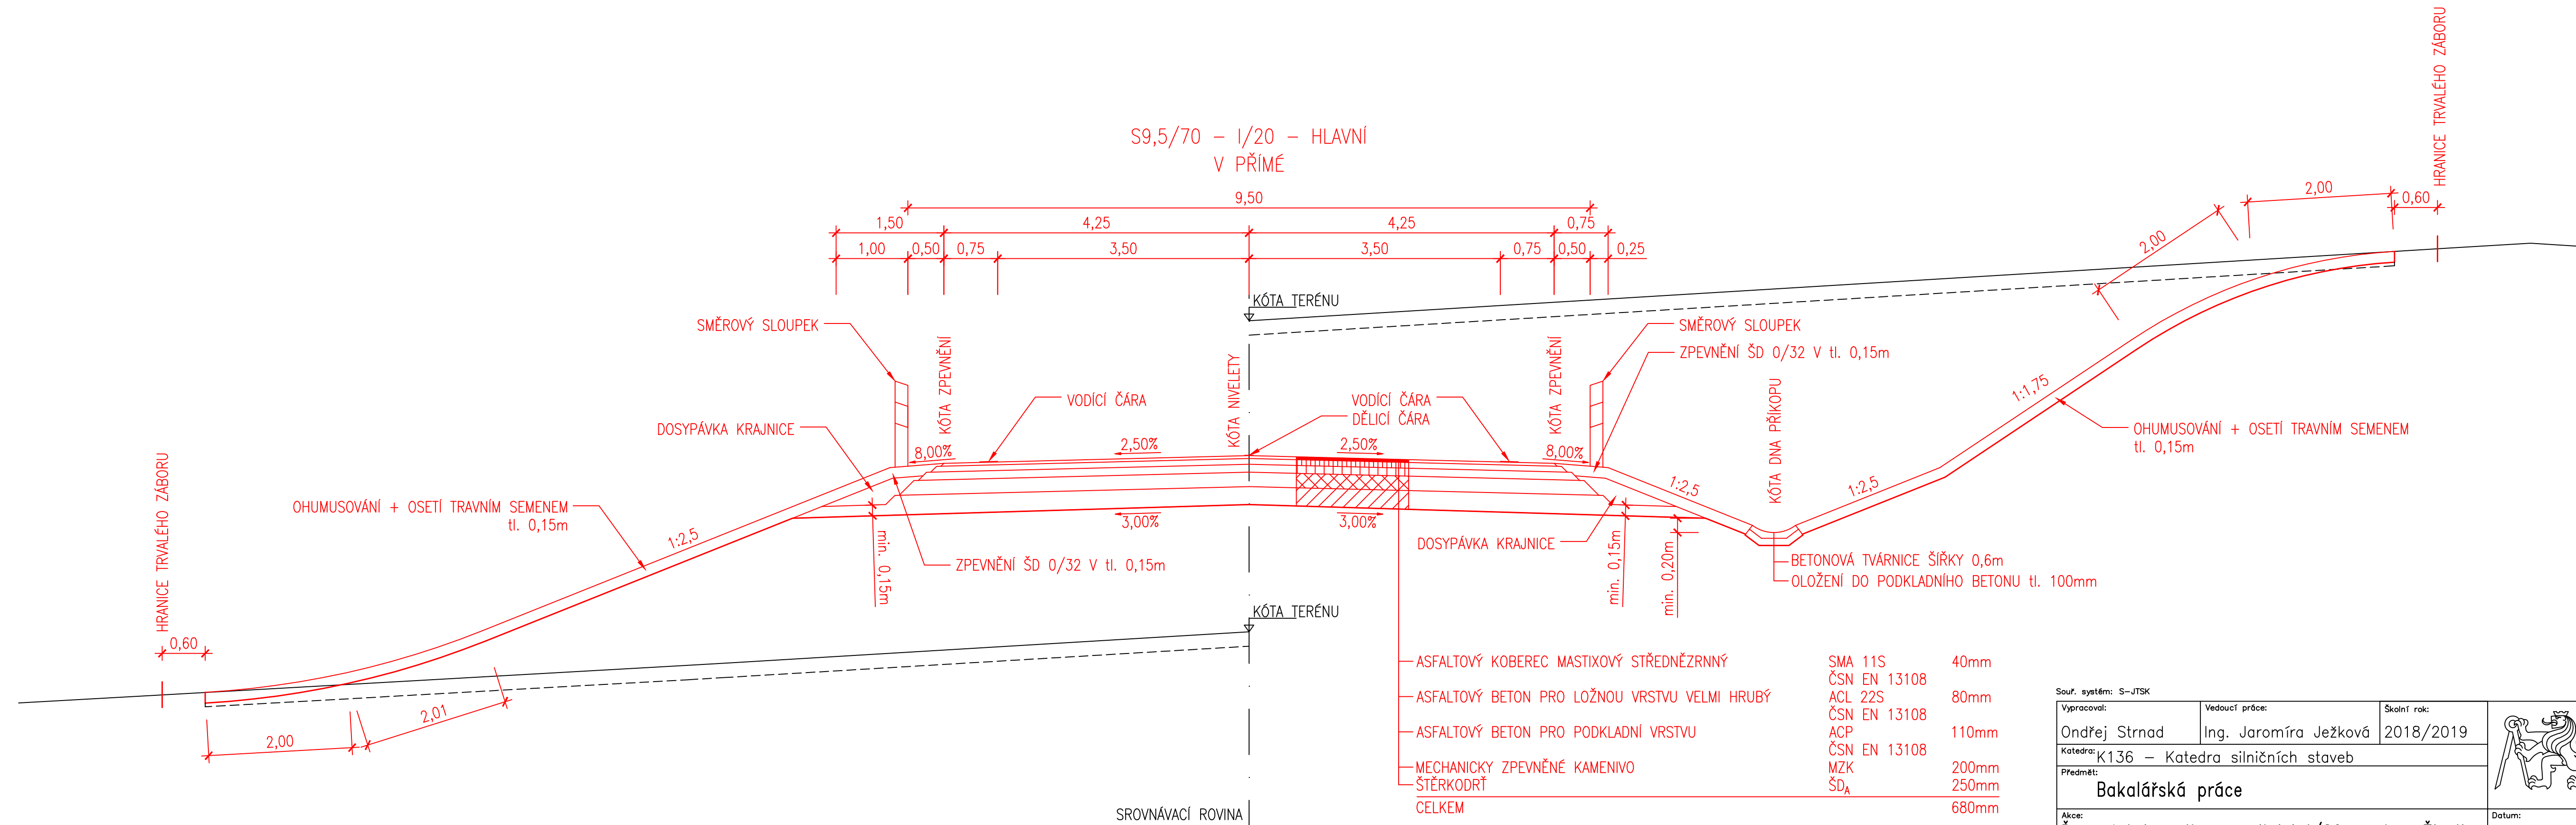 S9,5/70 – I/20 – HLAVNÍ
V PŘÍMÉ
9,50
1,50 4,25 4,25 0,75
1,00 0,50 0,75 3,50 3,50 0,75 0,50 0,25
HRANICE TRVALÉHO ZÁBORU
2,00
0,60
2,00
KÓTA TERÉNU
SMĚROVÝ SLOUPEK
KÓTA ZPEVNĚNÍ
KÓTA NIVELETY
KÓTA ZPEVNĚNÍ
SMĚROVÝ SLOUPEK
ZPEVNĚNÍ ŠD 0/32 V tl. 0,15m
VODÍCÍ ČÁRA
VODÍCÍ ČÁRA
DĚLICÍ ČÁRA
KÓTA DNA PŘÍKOPU
1:1,75
DOSYPÁVKA KRAJNICE
8,00%
2,50%
2,50%
8,00%
OHUMUSOVÁNÍ + OSETÍ TRAVNÍM SEMENEM
tl. 0,15m
HRANICE TRVALÉHO ZÁBORU
1:2,5
1:2,5
OHUMUSOVÁNÍ + OSETÍ TRAVNÍM SEMENEM
tl. 0,15m
1:2,5
3,00%
3,00%
min. 0,15m
ZPEVNĚNÍ ŠD 0/32 V tl. 0,15m
DOSYPÁVKA KRAJNICE
min. 0,15m
min. 0,20m
BETONOVÁ TVÁRNICE ŠÍŘKY 0,6m
OLOŽENÍ DO PODKLADNÍHO BETONU tl. 100mm
KÓTA TERÉNU
0,60
2,00
2,01
ASFALTOVÝ KOBEREC MASTIXOVÝ STŘEDNĚZRNNÝ SMA 11S 40mm
ČSN EN 13108
ASFALTOVÝ BETON PRO LOŽNOU VRSTVU VELMI HRUBÝ ACL 22S 80mm
ČSN EN 13108
ASFALTOVÝ BETON PRO PODKLADNÍ VRSTVU ACP 110mm
ČSN EN 13108
MECHANICKY ZPEVNĚNÉ KAMENIVO MZK 200mm
ŠTĚRKODRŤ ŠDA 250mm
CELKEM 680mm
SROVNÁVACÍ ROVINA
Souř. systém: S-JTSK
Vypracoval: Vedoucí práce: Školní rok:
Ondřej Strnad Ing. Jaromíra Ježková 2018/2019
Katedra: K136 – Katedra silničních staveb
Předmět:
Bakalářská práce
Akce: Datum: